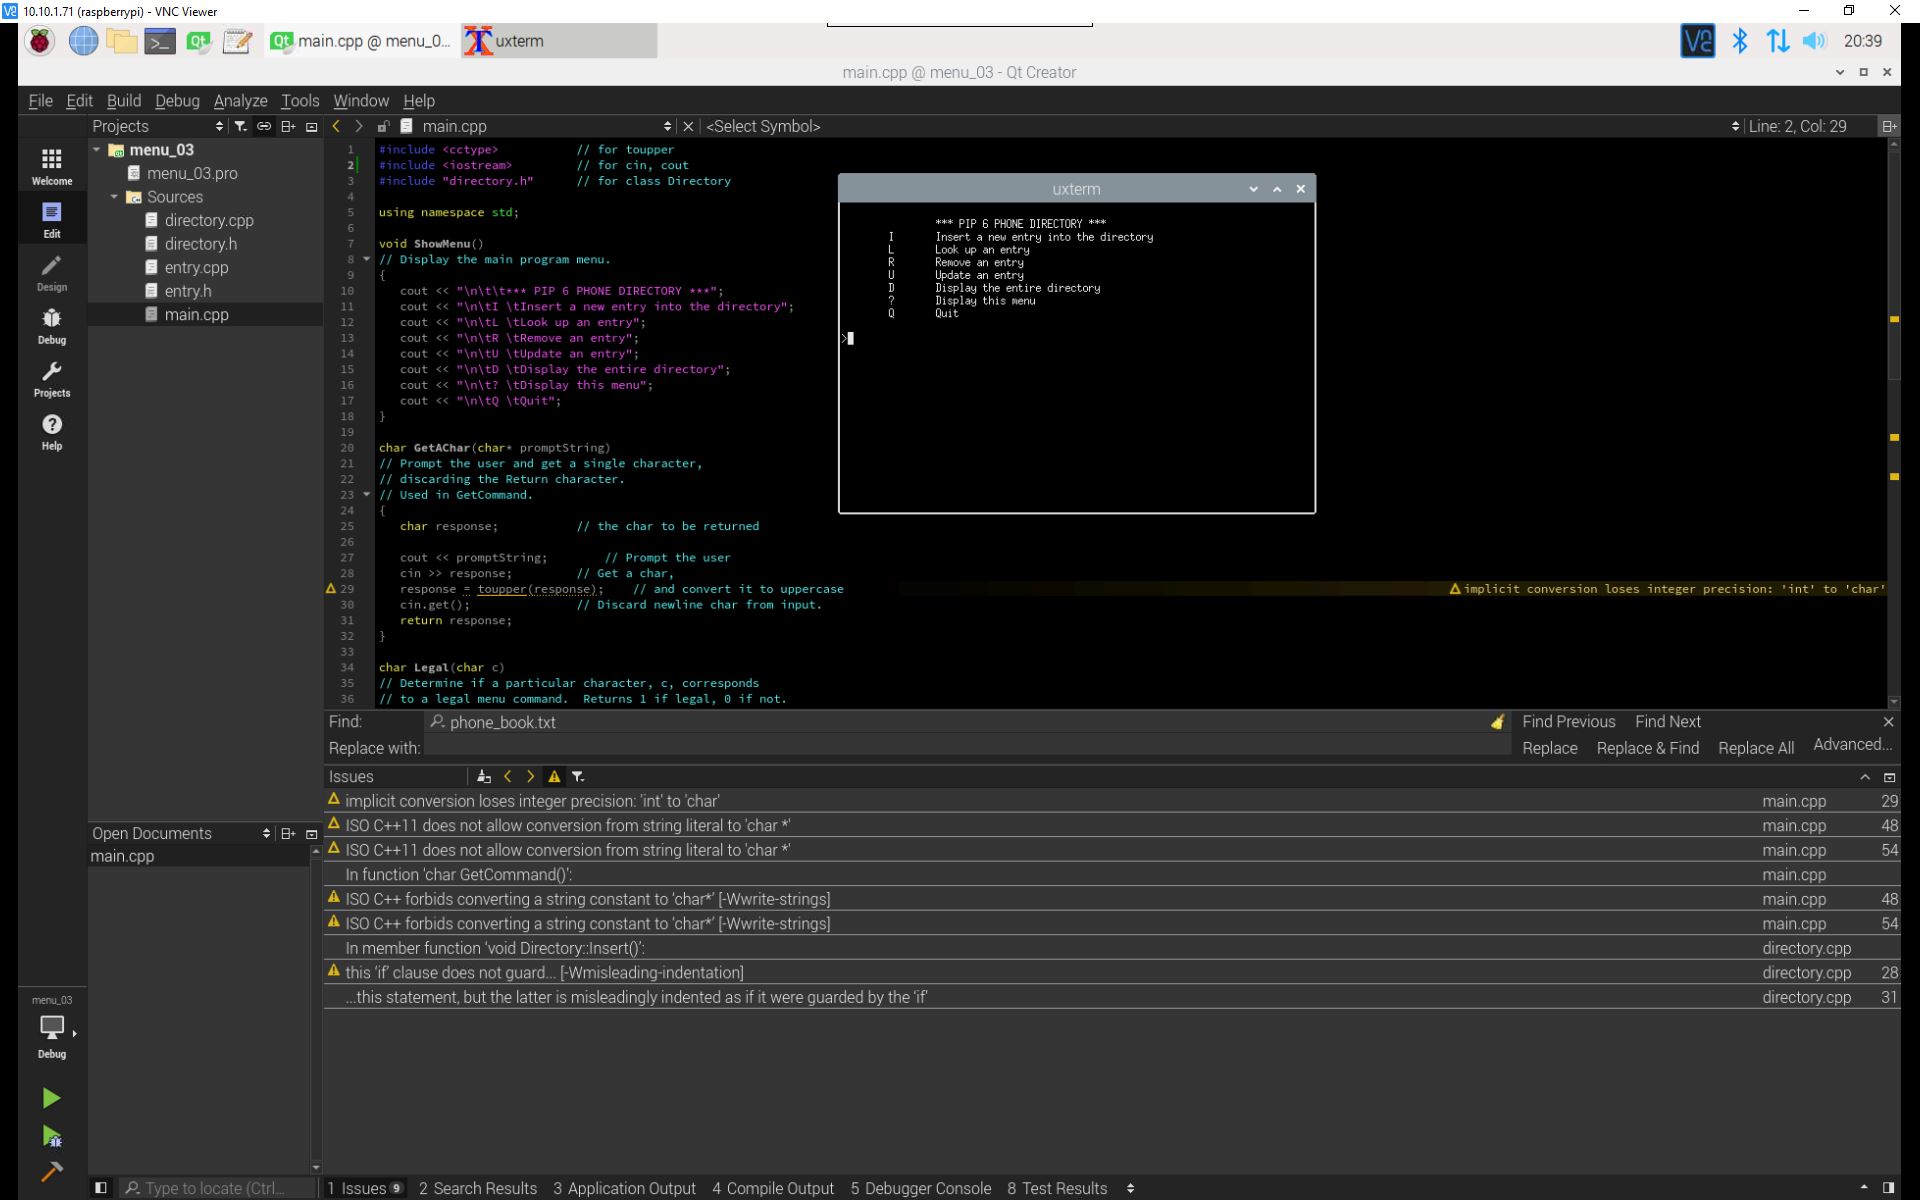 10.10.1.71 (raspberrypi) - VNC Viewer
main.cpp @ menu_0...
uxterm
20:39
main.cpp @ menu_03 - Qt Creator
File Edit Build Debug Analyze Tools Window Help
Projects
main.cpp
<Select Symbol>
Line: 2, Col: 29
Welcome
Edit
Design
Debug
Projects
Help
menu_03
menu_03.pro
Sources
directory.cpp
directory.h
entry.cpp
entry.h
main.cpp
1 #include <cctype> // for toupper
2 #include <iostream> // for cin, cout
3 #include "directory.h" // for class Directory
4
5 using namespace std;
6
7 void ShowMenu()
8 // Display the main program menu.
9 {
10 cout << "\n\t\t*** PIP 6 PHONE DIRECTORY ***";
11 cout << "\n\tI \tInsert a new entry into the directory";
12 cout << "\n\tL \tLook up an entry";
13 cout << "\n\tR \tRemove an entry";
14 cout << "\n\tU \tUpdate an entry";
15 cout << "\n\tD \tDisplay the entire directory";
16 cout << "\n\t? \tDisplay this menu";
17 cout << "\n\tQ \tQuit";
18 }
19
20 char GetAChar(char* promptString)
21 // Prompt the user and get a single character,
22 // discarding the Return character.
23 // Used in GetCommand.
24 {
25 char response; // the char to be returned
26
27 cout << promptString; // Prompt the user
28 cin >> response; // Get a char,
29 response = toupper(response); // and convert it to uppercase
implicit conversion loses integer precision: 'int' to 'char'
30 cin.get(); // Discard newline char from input.
31 return response;
32 }
33
34 char Legal(char c)
35 // Determine if a particular character, c, corresponds
36 // to a legal menu command. Returns 1 if legal, 0 if not.
uxterm
*** PIP 6 PHONE DIRECTORY ***
I Insert a new entry into the directory
L Look up an entry
R Remove an entry
U Update an entry
D Display the entire directory
? Display this menu
Q Quit
>
Find: phone_book.txt
Find Previous Find Next
Replace with:
Replace Replace & Find Replace All Advanced...
Issues
implicit conversion loses integer precision: 'int' to 'char' main.cpp 29
ISO C++11 does not allow conversion from string literal to 'char *' main.cpp 48
ISO C++11 does not allow conversion from string literal to 'char *' main.cpp 54
In function 'char GetCommand()': main.cpp
ISO C++ forbids converting a string constant to 'char*' [-Wwrite-strings] main.cpp 48
ISO C++ forbids converting a string constant to 'char*' [-Wwrite-strings] main.cpp 54
In member function 'void Directory::Insert()': directory.cpp
this 'if' clause does not guard... [-Wmisleading-indentation] directory.cpp 28
...this statement, but the latter is misleadingly indented as if it were guarded by the 'if' directory.cpp 31
Open Documents
main.cpp
menu_03
Debug
Type to locate (Ctrl...
1 Issues 9 2 Search Results 3 Application Output 4 Compile Output 5 Debugger Console 8 Test Results